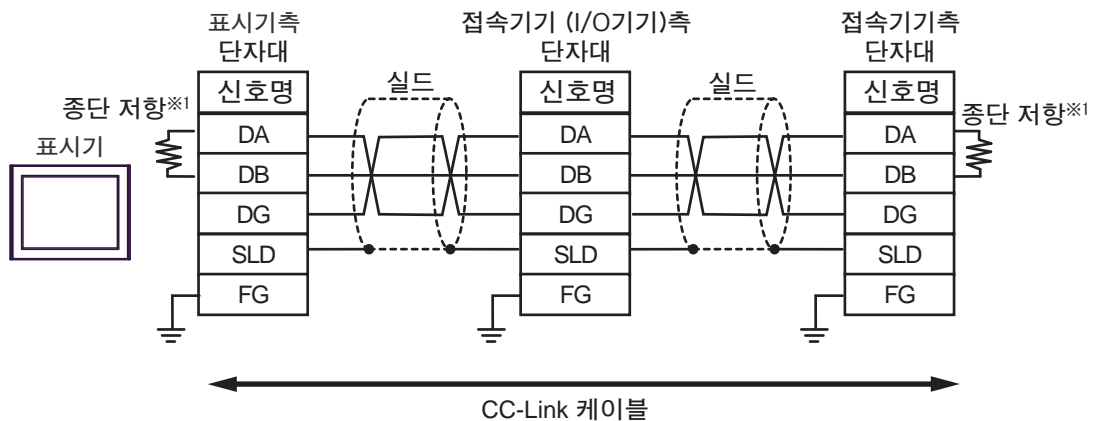 표시기측
단자대
접속기기 (I/O기기)측
단자대
접속기기측
단자대
신호명
실드
신호명
실드
신호명
종단 저항※1
종단 저항※1
표시기
DA
DA
DA
DB
DB
DB
DG
DG
DG
SLD
SLD
SLD
FG
FG
FG
CC-Link 케이블